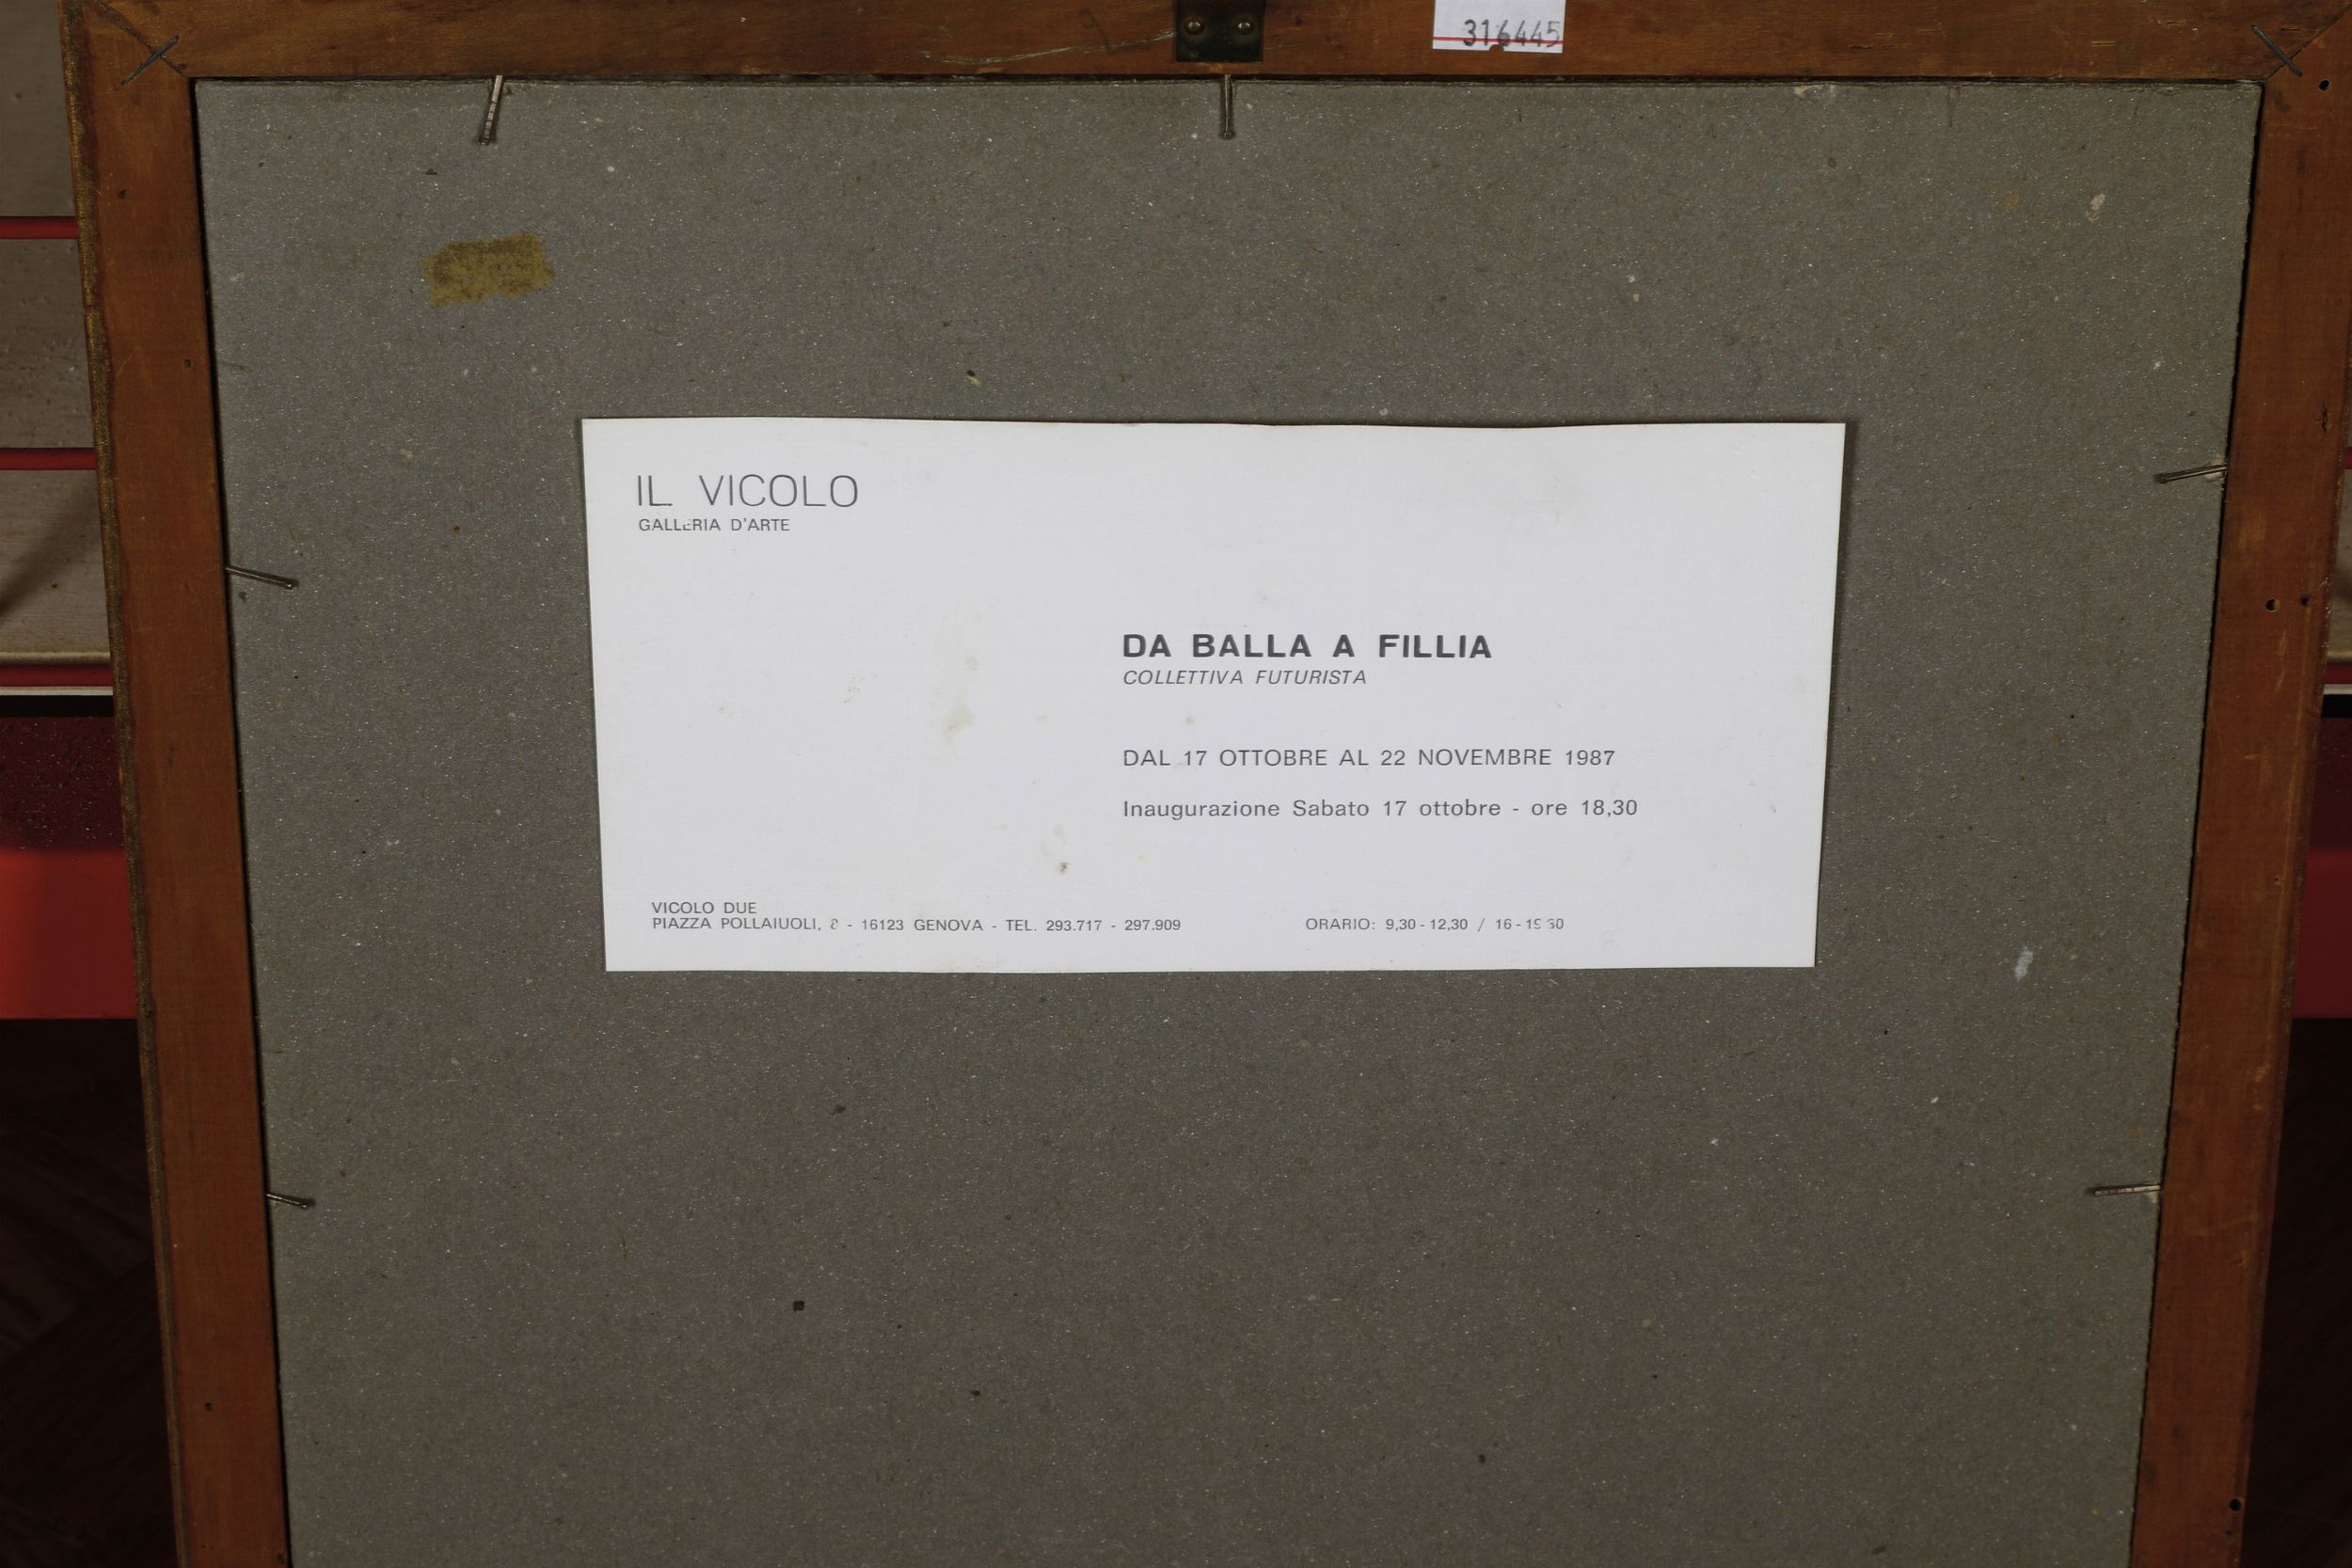 316445
IL VICOLO
GALLERIA D'ARTE
DA BALLA A FILLIA
COLLETTIVA FUTURISTA
DAL 17 OTTOBRE AL 22 NOVEMBRE 1987
Inaugurazione Sabato 17 ottobre - ore 18,30
VICOLO DUE
PIAZZA POLLAIUOLI, - 16123 GENOVA - TEL. 293.717 - 297.909
ORARIO: 9,30 - 12,30 / 16 - 19,30